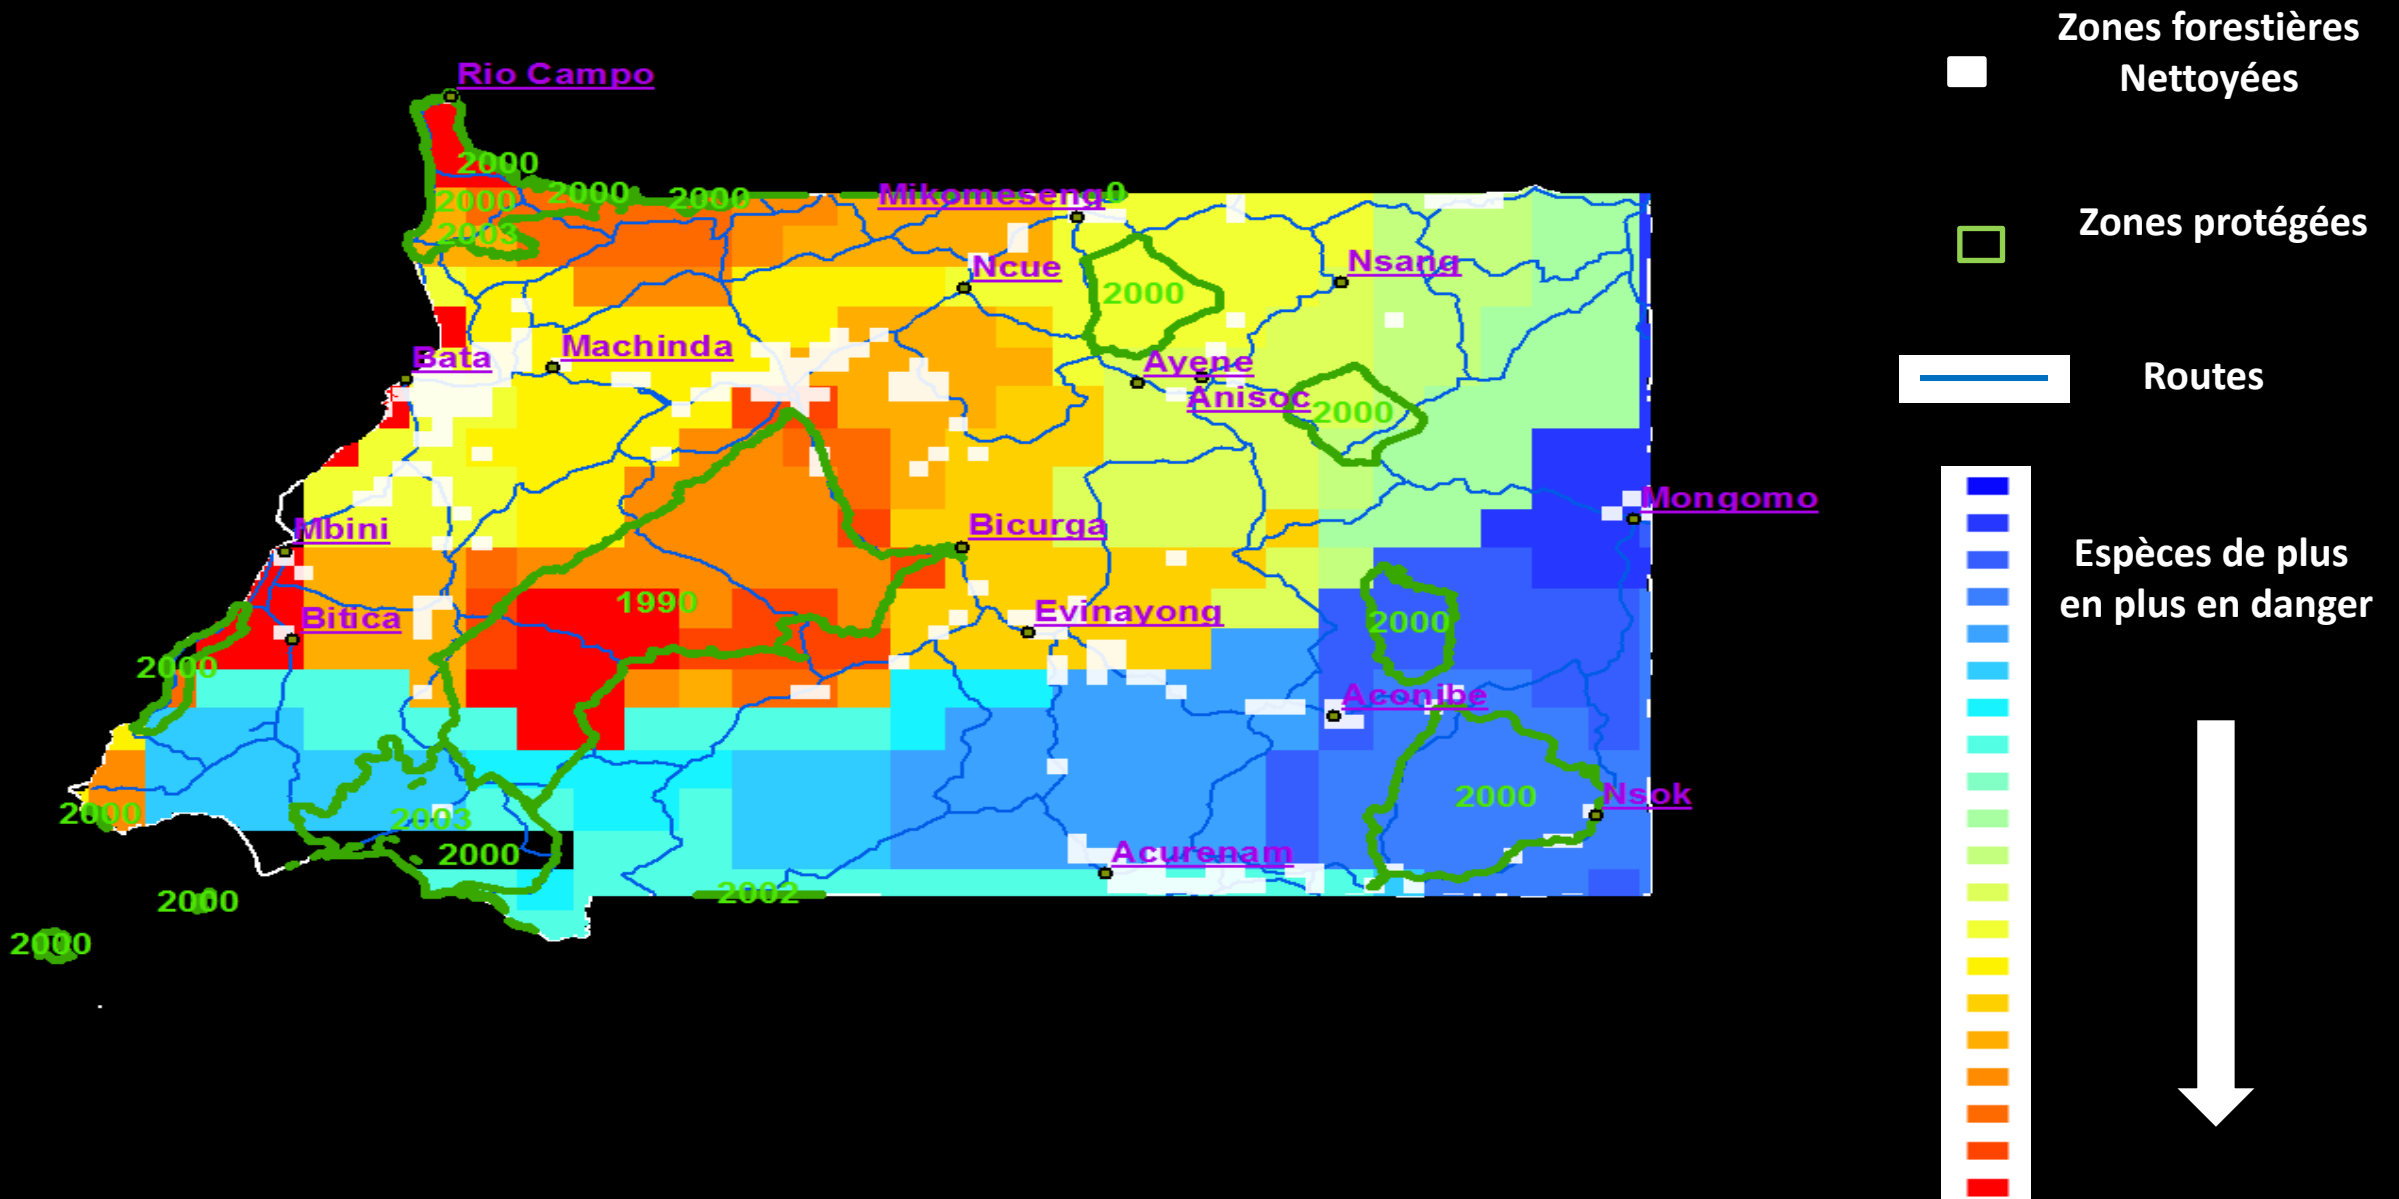 Zones forestières
Nettoyées
Rio Campo
2000
2000
2000
Mikomeseng
0
2000
Zones protégées
2003
Ncue
Nsang
2000
Machinda
Bata
Ayene
Routes
Anisoc
2000
Mongomo
Mbini
Bicurga
Espèces de plus
en plus en danger
1990
Bitica
Evinayong
2000
2000
Aconibe
2000
Nsok
2000
2003
2000
Acurenam
2002
2000
2000